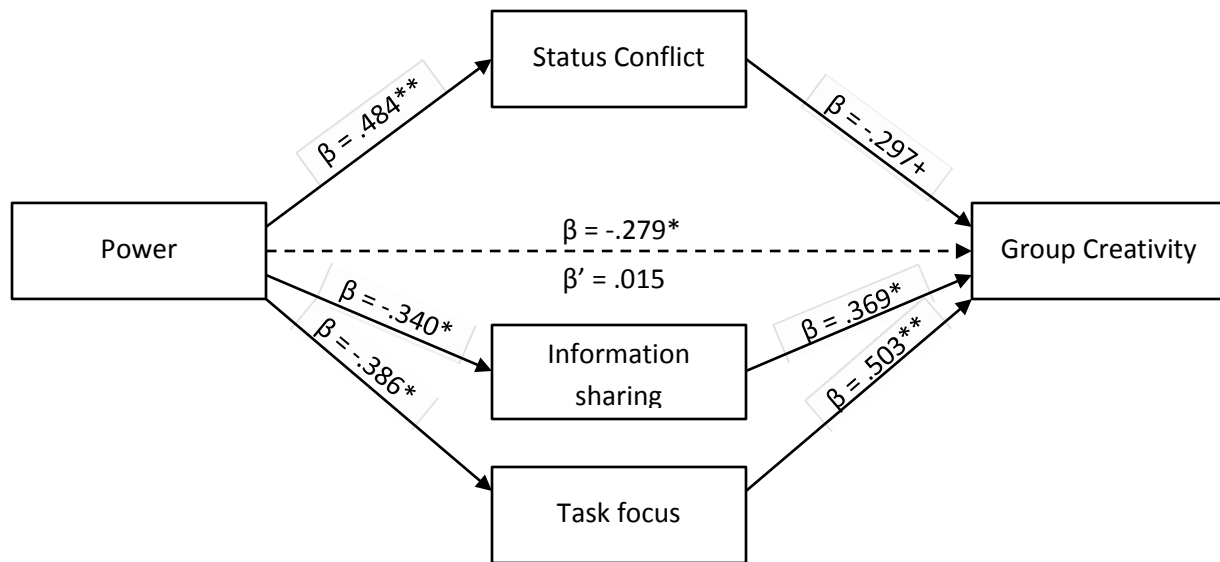 Status Conflict
β = .484**
β = -.297+
Power
β = -.279*
β’ = .015
Group Creativity
β = -.340*
β = .369*
β = -.386*
Information
sharing
β = .503**
Task focus